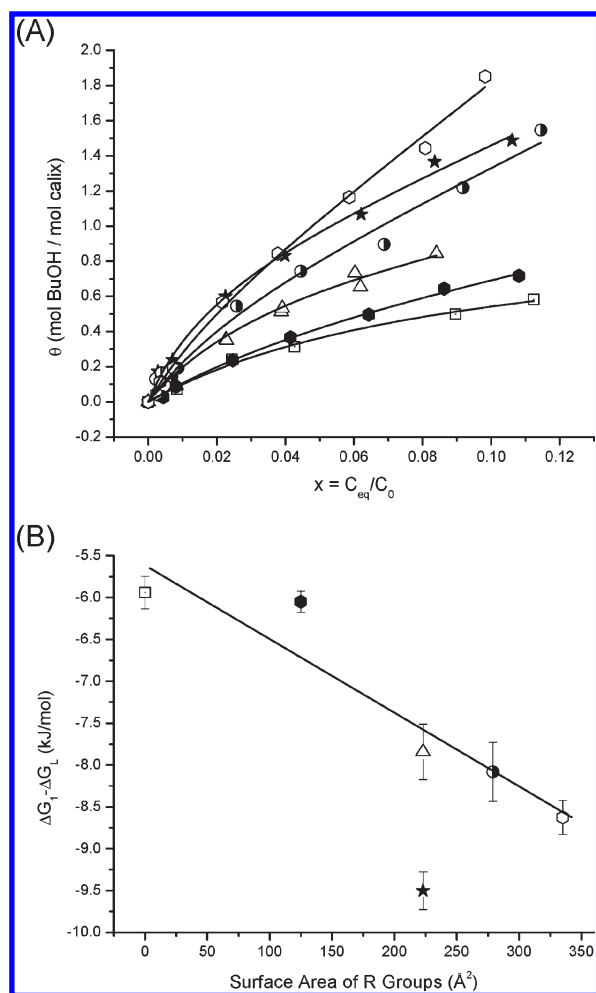 (A)
2.0
1.8
1.6
1.4
1.2
1.0
0.8
0.6
0.4
0.2
0.0
-0.2
θ (mol BuOH / mol calix)
0.00 0.02 0.04 0.06 0.08 0.10 0.12
x = C_eq/C_0
(B)
-5.5
-6.0
-6.5
-7.0
-7.5
-8.0
-8.5
-9.0
-9.5
-10.0
ΔG₁-ΔG_L (kJ/mol)
0 50 100 150 200 250 300 350
Surface Area of R Groups (Å²)